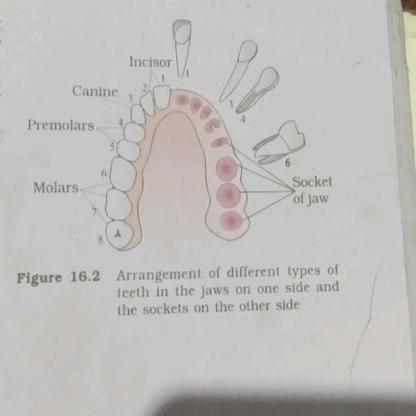 Incisor
1
2
Canine
3
1
3
4
Premolars
4
5
6
6
Molars
7
8
Socket
of jaw
Figure 16.2 Arrangement of different types of
teeth in the jaws on one side and
the sockets on the other side